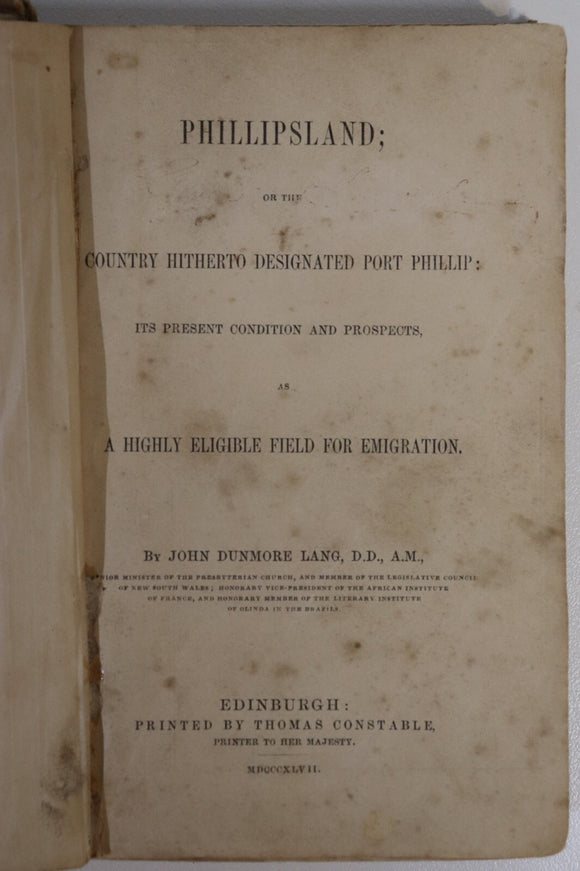 PHILLIPSLAND;
OR THE
COUNTRY HITHERTO DESIGNATED PORT PHILLIP:
ITS PRESENT CONDITION AND PROSPECTS,
AS
A HIGHLY ELIGIBLE FIELD FOR EMIGRATION.
BY JOHN DUNMORE LANG, D.D., A.M.,
MINISTER OF THE PRESBYTERIAN CHURCH, AND MEMBER OF THE LEGISLATIVE COUNCIL
OF NEW SOUTH WALES; HONORARY VICE-PRESIDENT OF THE AFRICAN INSTITUTE
OF FRANCE, AND HONORARY MEMBER OF THE LITERARY INSTITUTE
OF OLINDA IN THE BRAZILS.
EDINBURGH:
PRINTED BY THOMAS CONSTABLE,
PRINTER TO HER MAJESTY.
MDCCCXLVII.